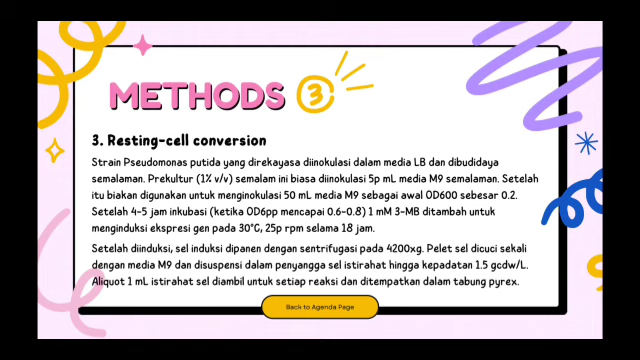 METHODS 3
3. Resting-cell conversion
Strain Pseudomonas putida yang direkayasa diinokulasi dalam media LB dan dibudidaya
semalaman. Prekultur (1% v/v) semalam ini biasa diinokulasi 5p mL media M9 semalaman. Setelah
itu biakan digunakan untuk menginokulasi 50 mL media M9 sebagai awal OD600 sebesar 0.2.
Setelah 4-5 jam inkubasi (ketika OD6pp mencapai 0.6-0.8) 1 mM 3-MB ditambah untuk
menginduksi ekspresi gen pada 30°C, 25p rpm selama 18 jam.
Setelah diinduksi, sel induksi dipanen dengan sentrifugasi pada 4200xg. Pelet sel dicuci sekali
dengan media M9 dan disuspensi dalam penyangga sel istirahat hingga kepadatan 1.5 gcdw/L.
Aliquot 1 mL istirahat sel diambil untuk setiap reaksi dan ditempatkan dalam tabung pyrex.
Back to Agenda Page